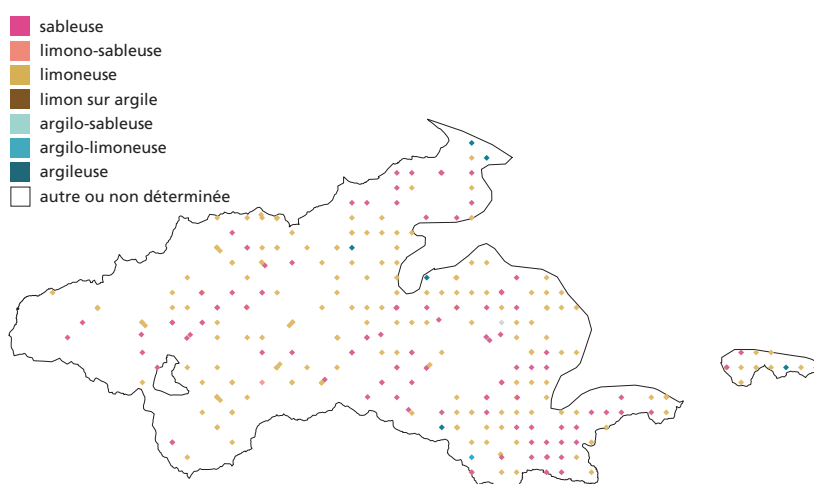 sableuse
limono-sableuse
limoneuse
limon sur argile
argilo-sableuse
argilo-limoneuse
argileuse
autre ou non déterminée